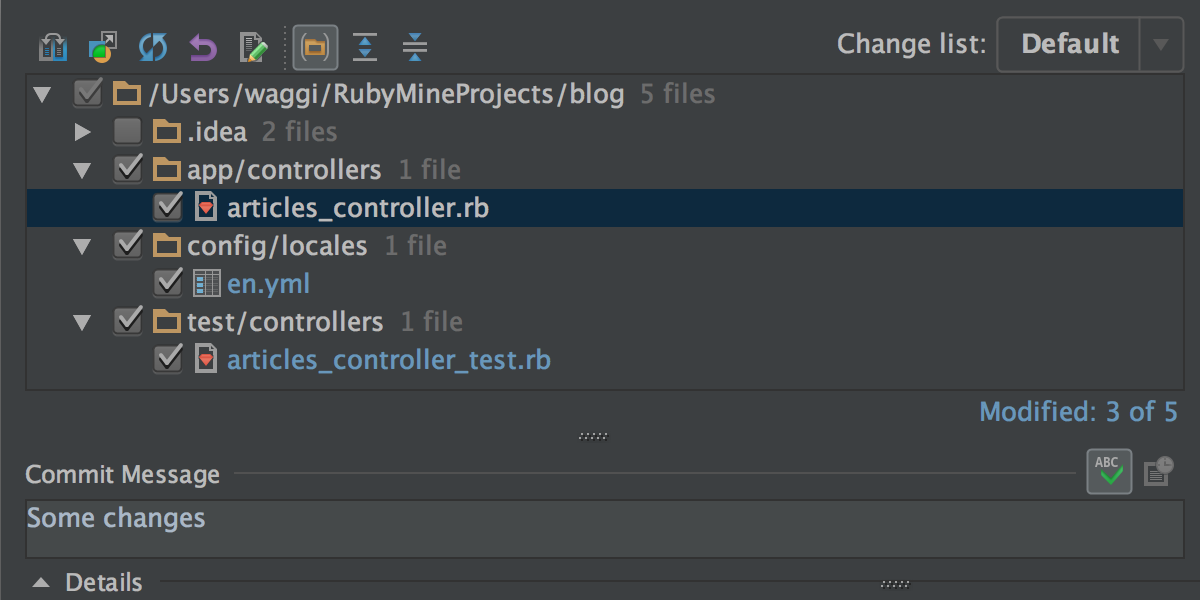 Change list: Default
/Users/waggi/RubyMineProjects/blog 5 files
.idea 2 files
app/controllers 1 file
articles_controller.rb
config/locales 1 file
en.yml
test/controllers 1 file
articles_controller_test.rb
Modified: 3 of 5
Commit Message
ABC
Some changes
Details